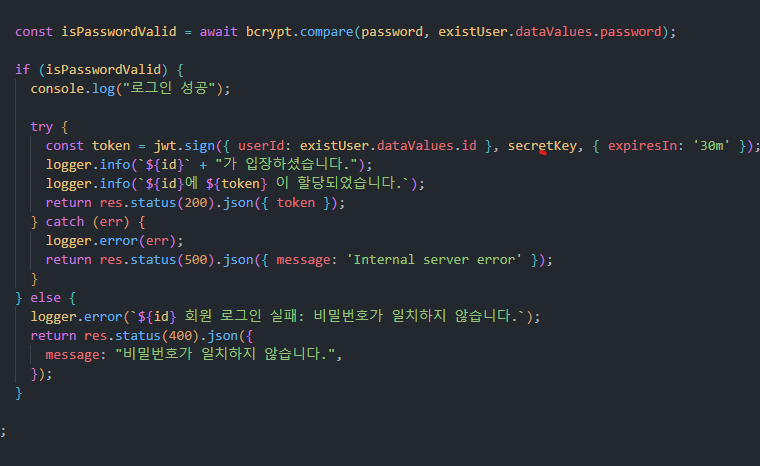 const isPasswordValid = await bcrypt.compare(password, existUser.dataValues.password);
if (isPasswordValid) {
console.log("로그인 성공");
try {
const token = jwt.sign({ userId: existUser.dataValues.id }, secretKey, { expiresIn: '30m' });
logger.info(`${id}` + "가 입장하셨습니다.");
logger.info(`${id}에 ${token} 이 할당되었습니다.`);
return res.status(200).json({ token });
} catch (err) {
logger.error(err);
return res.status(500).json({ message: 'Internal server error' });
}
} else {
logger.error(`${id} 회원 로그인 실패: 비밀번호가 일치하지 않습니다.`);
return res.status(400).json({
message: "비밀번호가 일치하지 않습니다.",
});
}
;